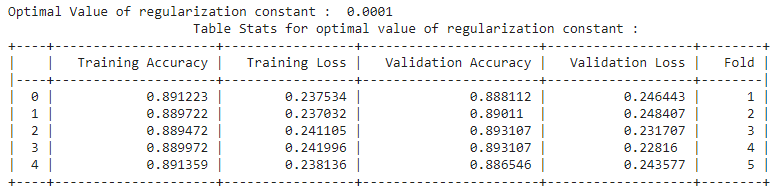 Optimal Value of regularization constant :  0.0001
Table Stats for optimal value of regularization constant :
+----+---------------------+-----------------+-----------------------+-------------------+--------+
|    |   Training Accuracy |   Training Loss |   Validation Accuracy |   Validation Loss |   Fold |
|----+---------------------+-----------------+-----------------------+-------------------+--------|
|  0 |            0.891223 |        0.237534 |              0.888112 |          0.246443 |      1 |
|  1 |            0.889722 |        0.237032 |              0.89011  |          0.248407 |      2 |
|  2 |            0.889472 |        0.241105 |              0.893107 |          0.231707 |      3 |
|  3 |            0.889972 |        0.241996 |              0.893107 |          0.22816  |      4 |
|  4 |            0.891359 |        0.238136 |              0.886546 |          0.243577 |      5 |
+----+---------------------+-----------------+-----------------------+-------------------+--------+